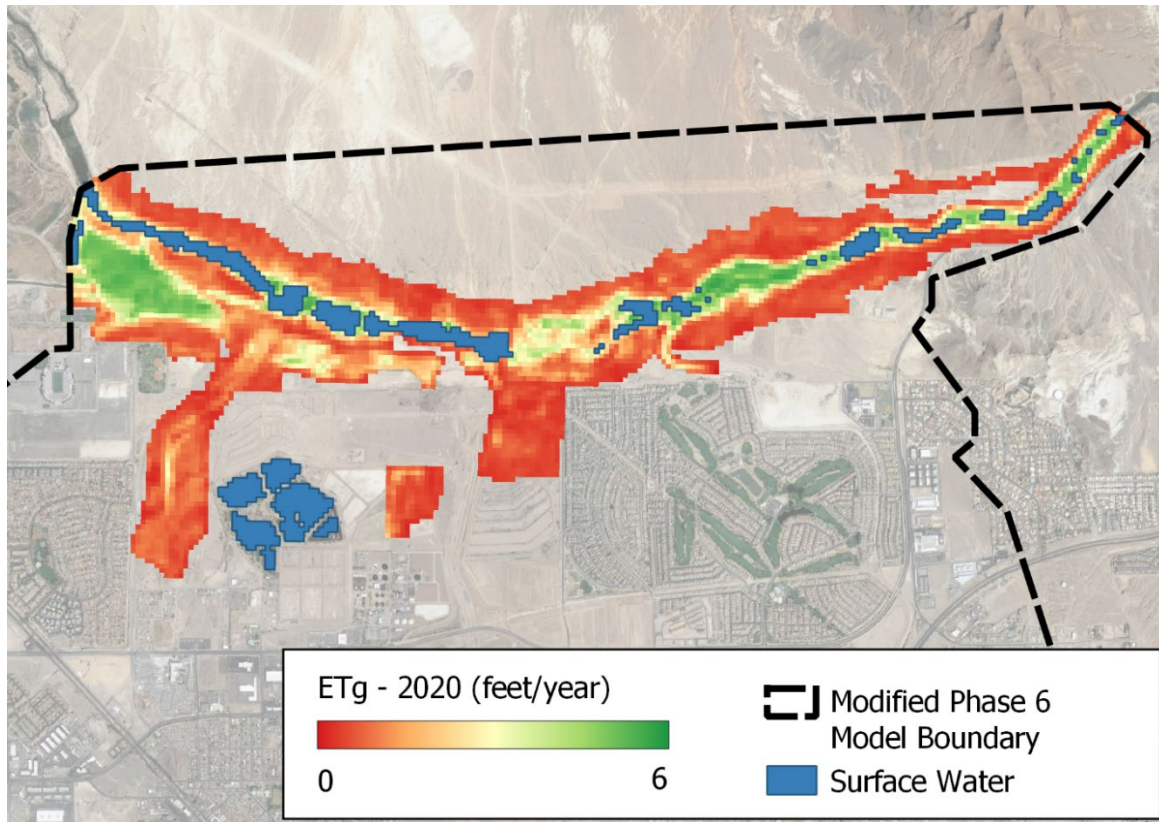 ETg - 2020 (feet/year)
0
6
Modified Phase 6
Model Boundary
Surface Water